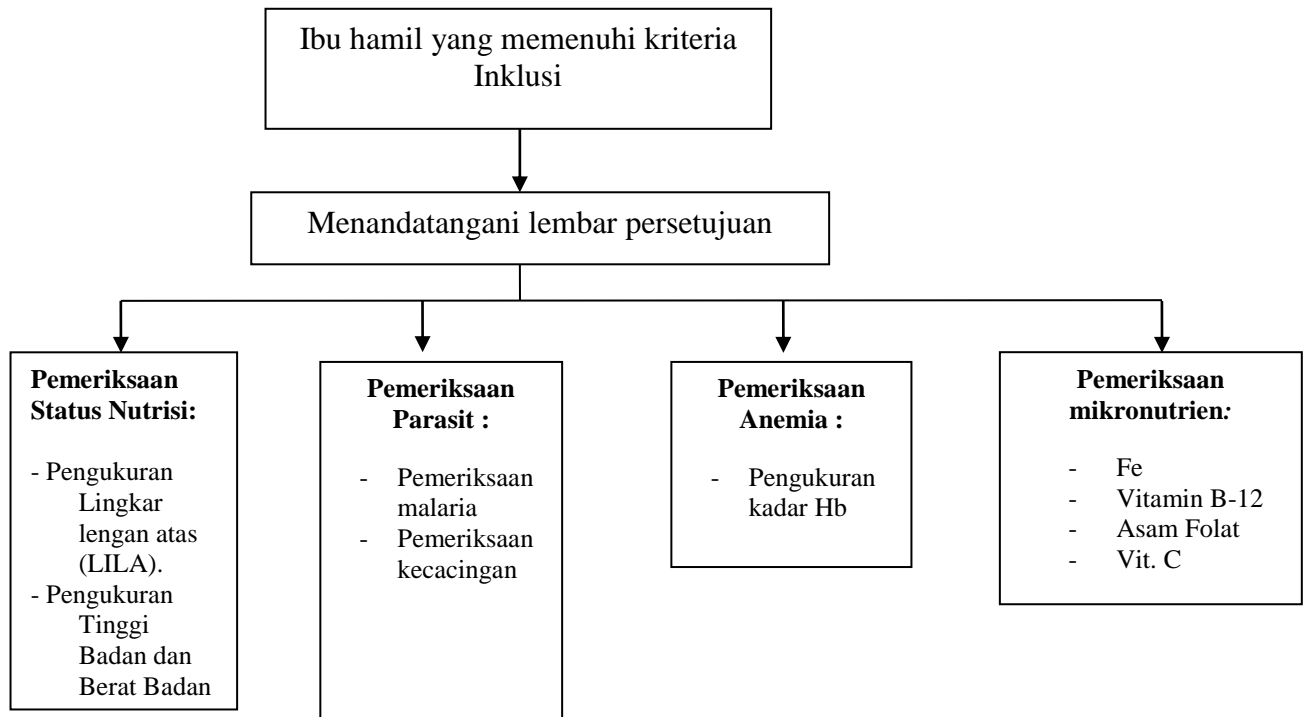 Ibu hamil yang memenuhi kriteria
Inklusi
Menandatangani lembar persetujuan
Pemeriksaan
Status Nutrisi:
- Pengukuran
Lingkar
lengan atas
(LILA).
- Pengukuran
Tinggi
Badan dan
Berat Badan
Pemeriksaan
Parasit :
- Pemeriksaan
malaria
- Pemeriksaan
kecacingan
Pemeriksaan
Anemia :
- Pengukuran
kadar Hb
Pemeriksaan
mikronutrien:
- Fe
- Vitamin B-12
- Asam Folat
- Vit. C